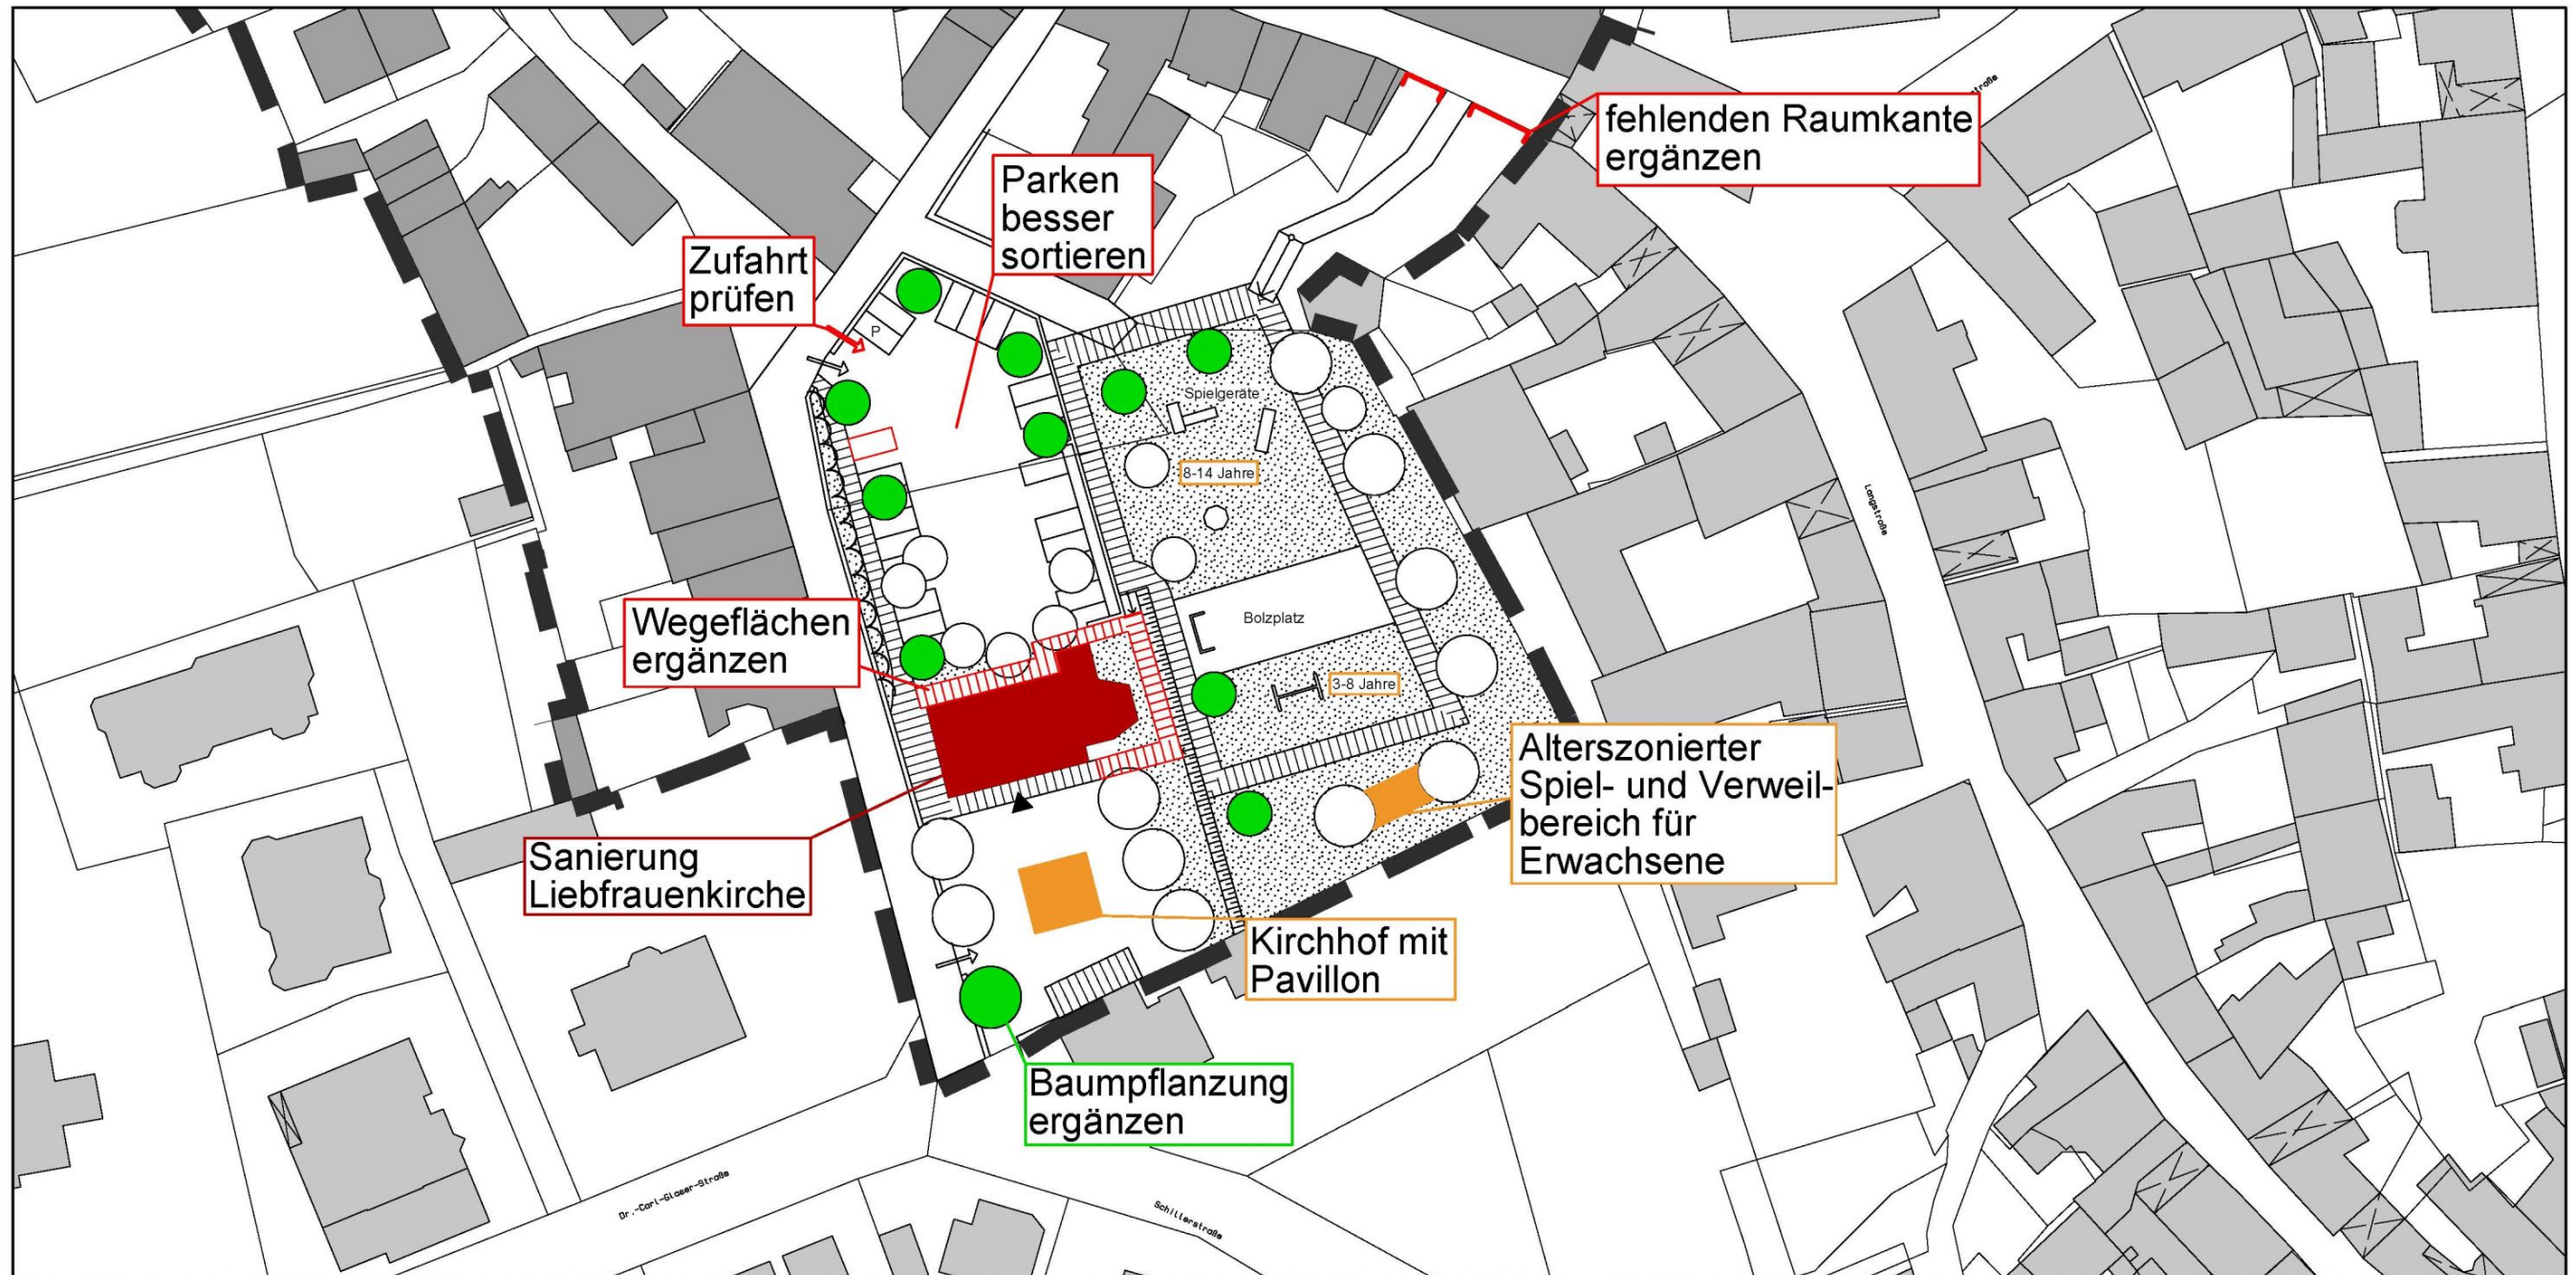 fehlenden Raumkante
ergänzen
Parken
besser
sortieren
Zufahrt
prüfen
P
Spielgeräte
8-14 Jahre
Langstraße
Wegeflächen
ergänzen
Bolzplatz
3-8 Jahre
Alterszonierter
Spiel- und Verweil-
bereich für
Erwachsene
Sanierung
Liebfrauenkirche
Kirchhof mit
Pavillon
Baumpflanzung
ergänzen
Dr.-Carl-Glaser-Straße
Schillerstraße